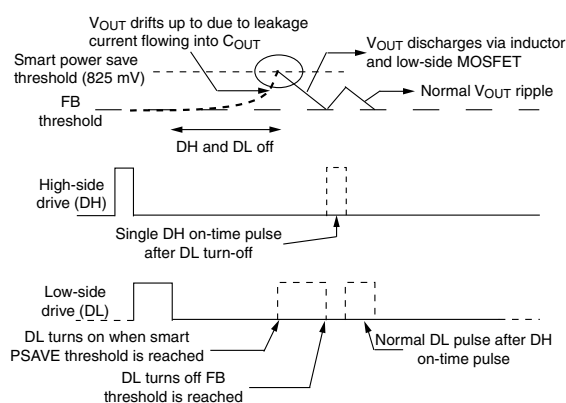 VOUT drifts up to due to leakage
current flowing into COUT
Smart power save
threshold (825 mV)
VOUT discharges via inductor
and low-side MOSFET
FB
threshold
Normal VOUT ripple
DH and DL off
High-side
drive (DH)
Single DH on-time pulse
after DL turn-off
Low-side
drive (DL)
DL turns on when smart
PSAVE threshold is reached
Normal DL pulse after DH
on-time pulse
DL turns off FB
threshold is reached